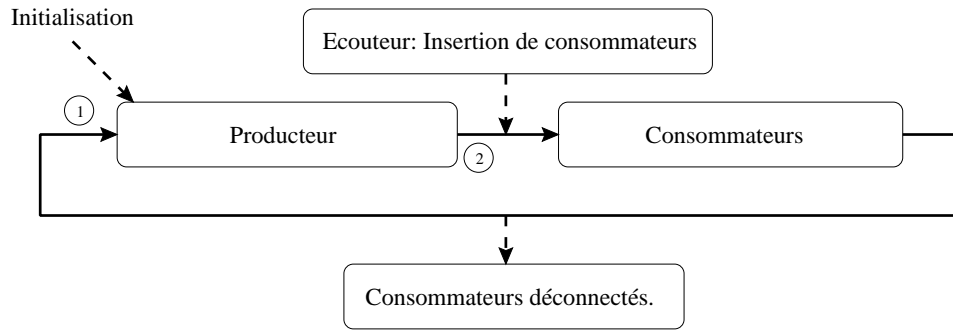 Initialisation
Ecouteur: Insertion de consommateurs
1
Producteur
2
Consommateurs
Consommateurs déconnectés.